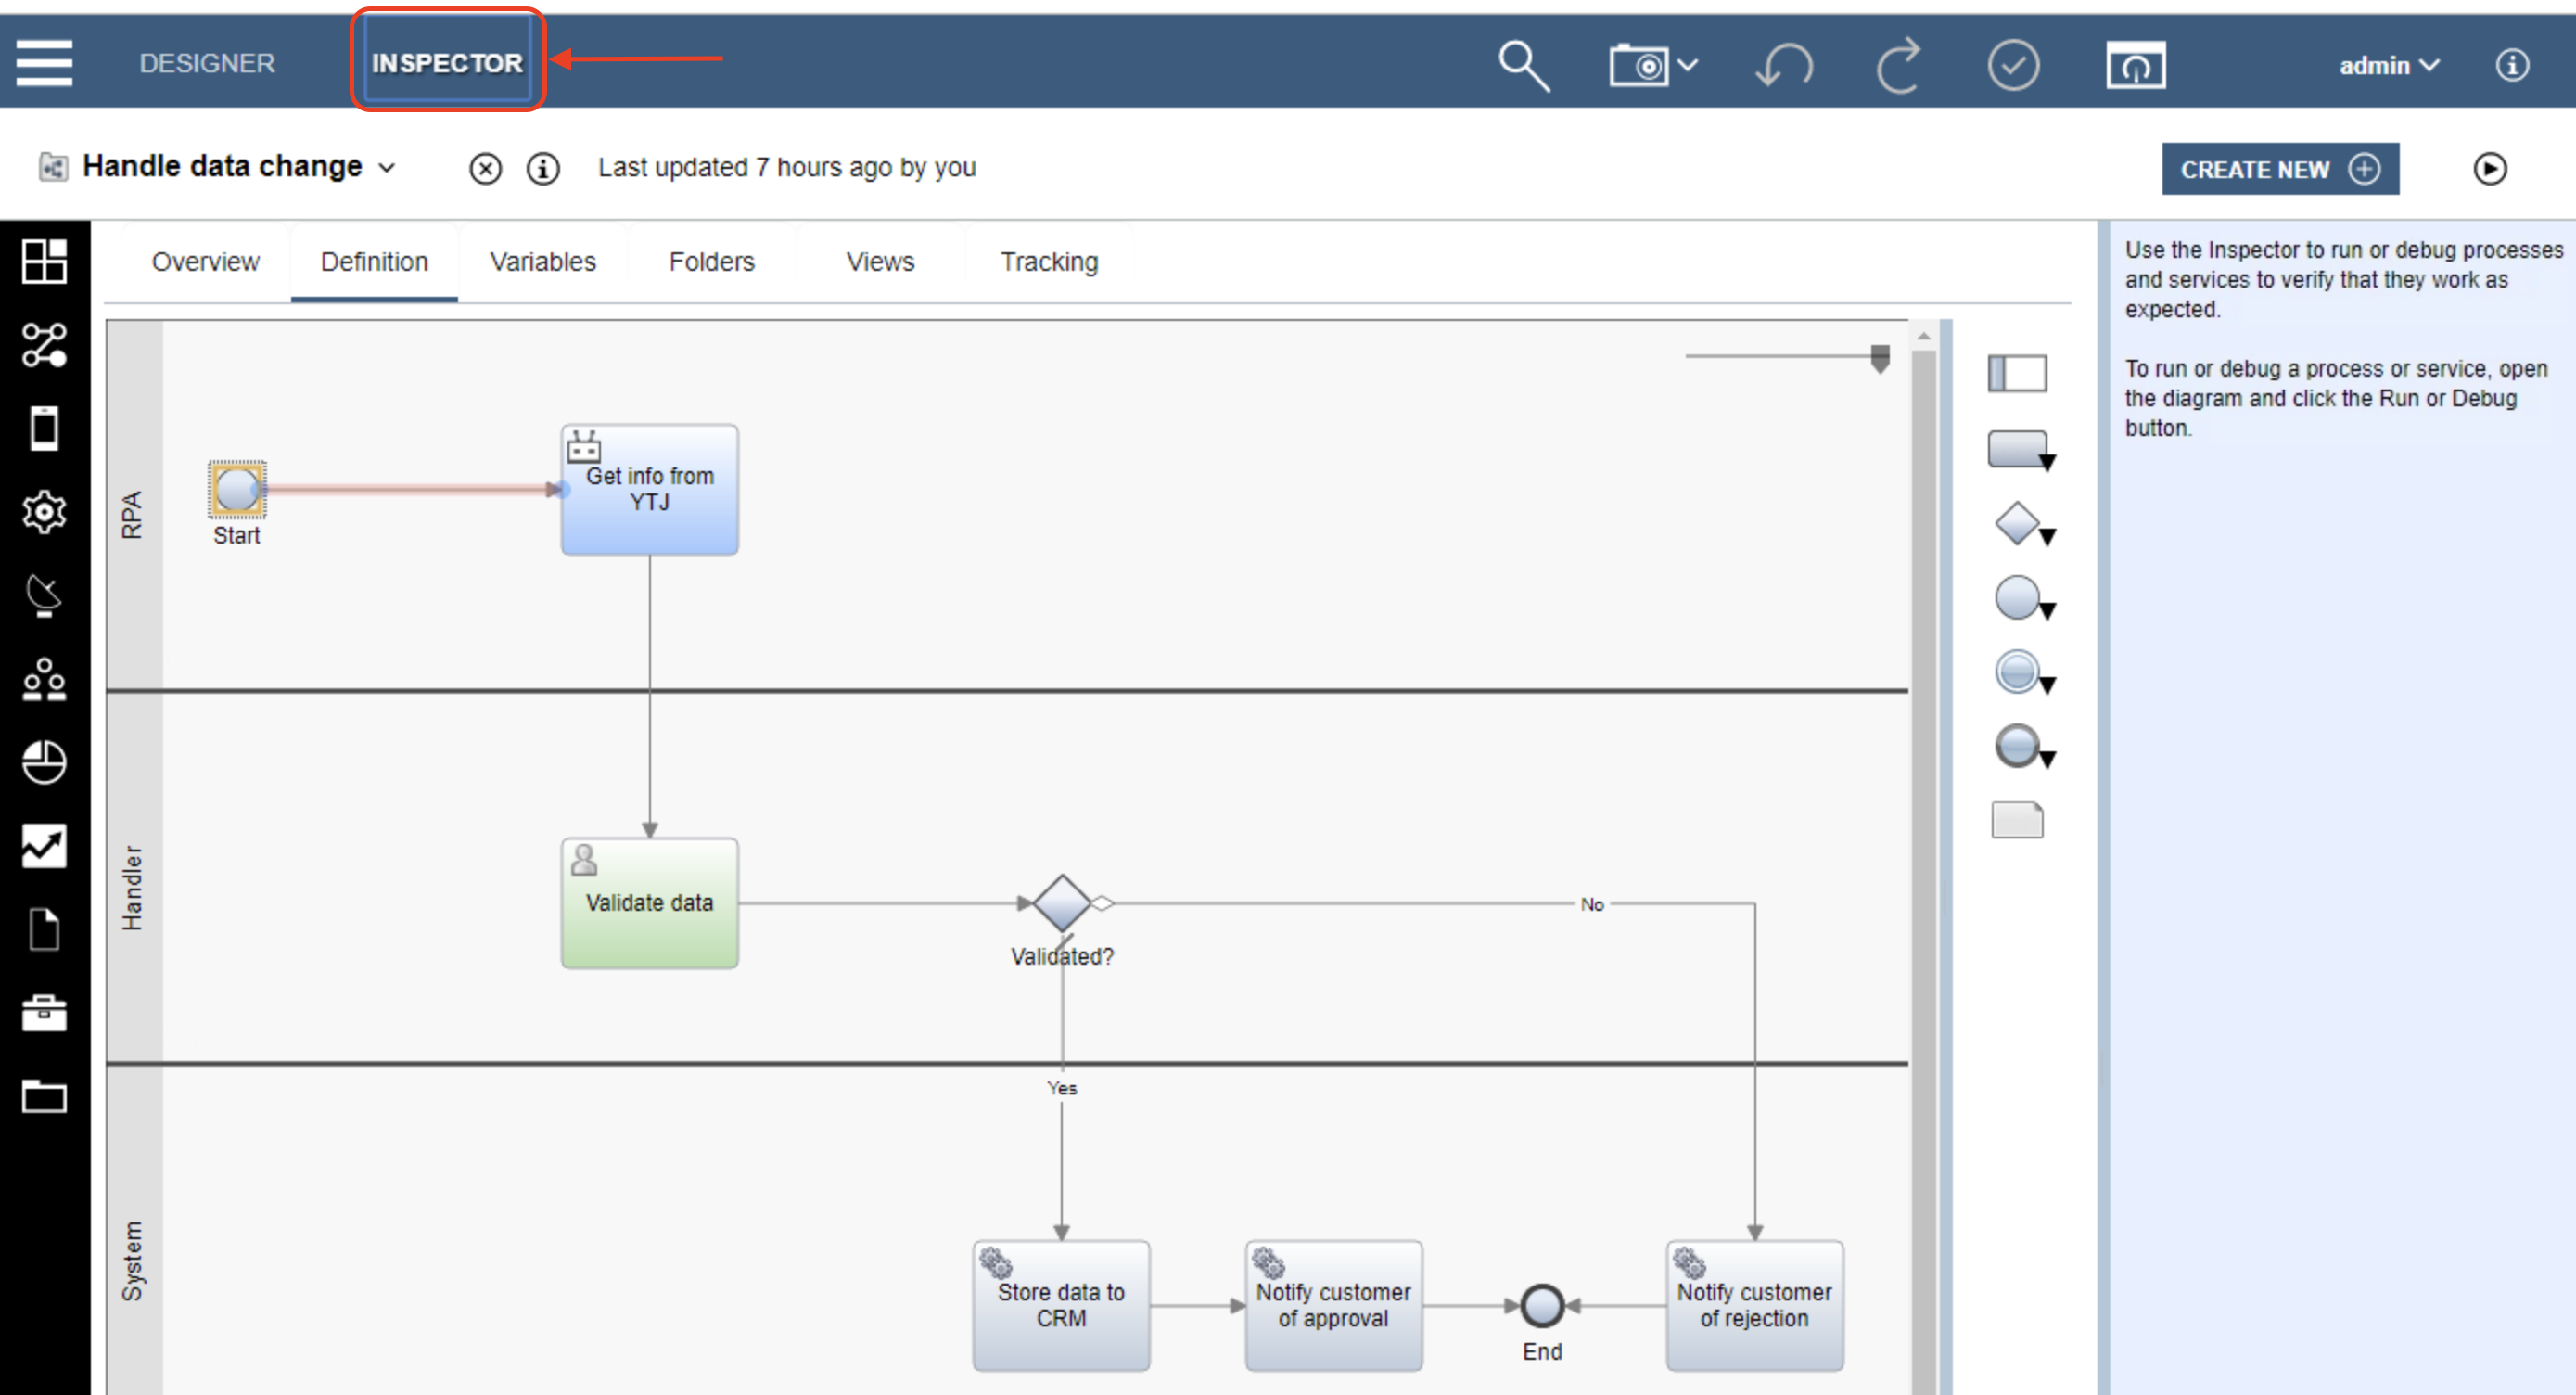 DESIGNER
INSPECTOR
admin
Handle data change
Last updated 7 hours ago by you
CREATE NEW
Overview
Definition
Variables
Folders
Views
Tracking
Use the Inspector to run or debug processes
and services to verify that they work as
expected.
To run or debug a process or service, open
the diagram and click the Run or Debug
button.
RPA
Start
Get info from
YTJ
Handler
Validate data
Validated?
No
Yes
System
Store data to
CRM
Notify customer
of approval
End
Notify customer
of rejection